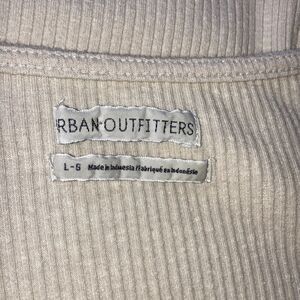 RBAN OUTFITTERS
L-G Made in Indonesia / Fabriqué en Indonésie